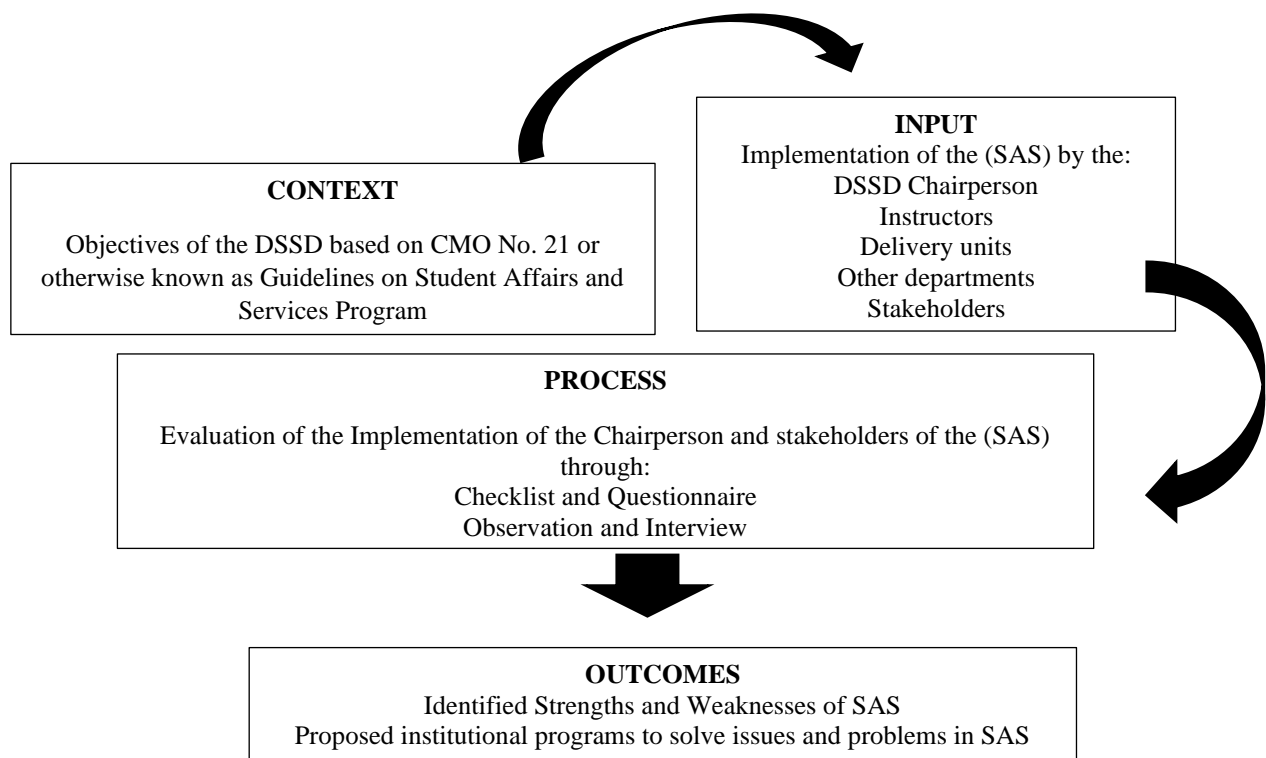 CONTEXT
Objectives of the DSSD based on CMO No. 21 or
otherwise known as Guidelines on Student Affairs and
Services Program
INPUT
Implementation of the (SAS) by the:
DSSD Chairperson
Instructors
Delivery units
Other departments
Stakeholders
PROCESS
Evaluation of the Implementation of the Chairperson and stakeholders of the (SAS)
through:
Checklist and Questionnaire
Observation and Interview
OUTCOMES
Identified Strengths and Weaknesses of SAS
Proposed institutional programs to solve issues and problems in SAS